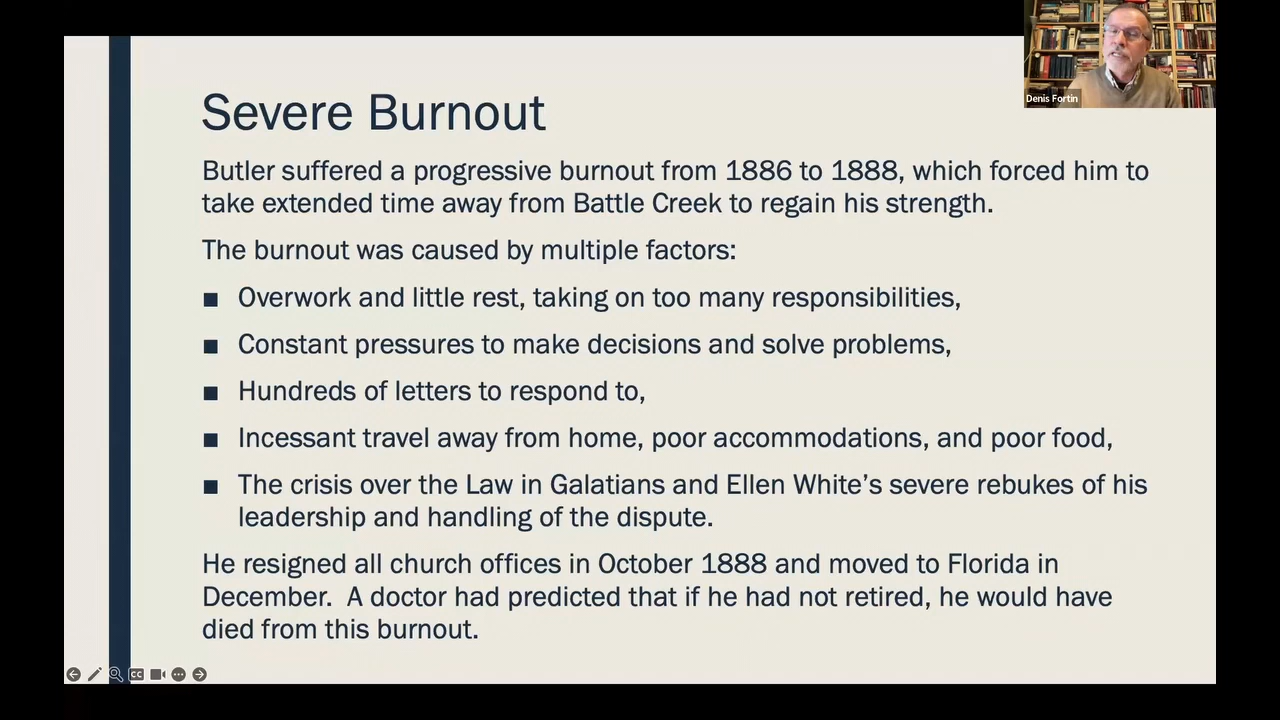 Severe Burnout
Denis Fortin
Butler suffered a progressive burnout from 1886 to 1888, which forced him to
take extended time away from Battle Creek to regain his strength.
The burnout was caused by multiple factors:
■ Overwork and little rest, taking on too many responsibilities,
■ Constant pressures to make decisions and solve problems,
■ Hundreds of letters to respond to,
■ Incessant travel away from home, poor accommodations, and poor food,
■ The crisis over the Law in Galatians and Ellen White’s severe rebukes of his
leadership and handling of the dispute.
He resigned all church offices in October 1888 and moved to Florida in
December.  A doctor had predicted that if he had not retired, he would have
died from this burnout.
CC